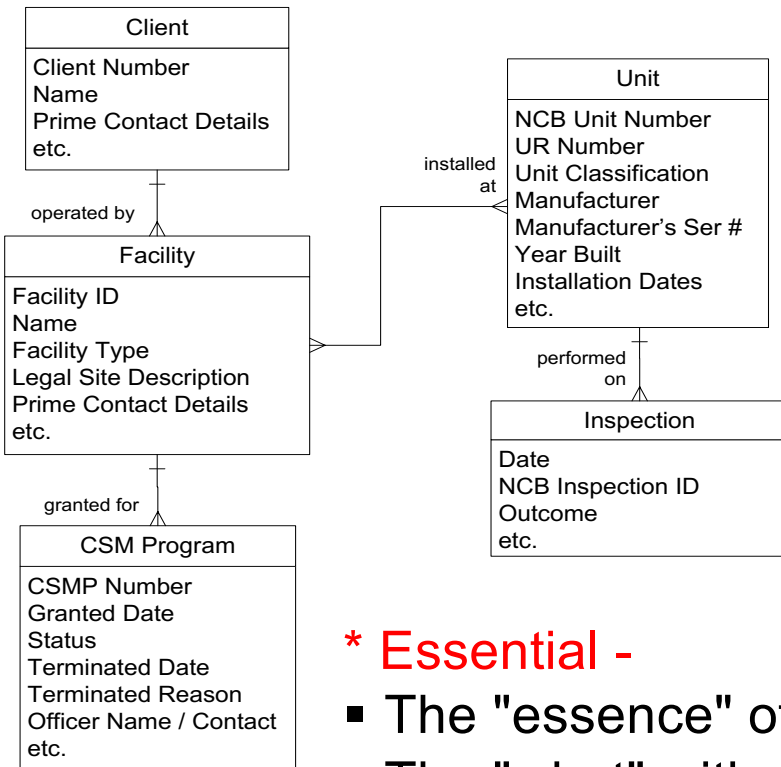 Client
Client Number
Name
Prime Contact Details
etc.
operated by
Facility
Facility ID
Name
Facility Type
Legal Site Description
Prime Contact Details
etc.
granted for
CSM Program
CSMP Number
Granted Date
Status
Terminated Date
Terminated Reason
Officer Name / Contact
etc.
installed
at
Unit
NCB Unit Number
UR Number
Unit Classification
Manufacturer
Manufacturer’s Ser #
Year Built
Installation Dates
etc.
performed
on
Inspection
Date
NCB Inspection ID
Outcome
etc.
* Essential -
▪ The "essence" of